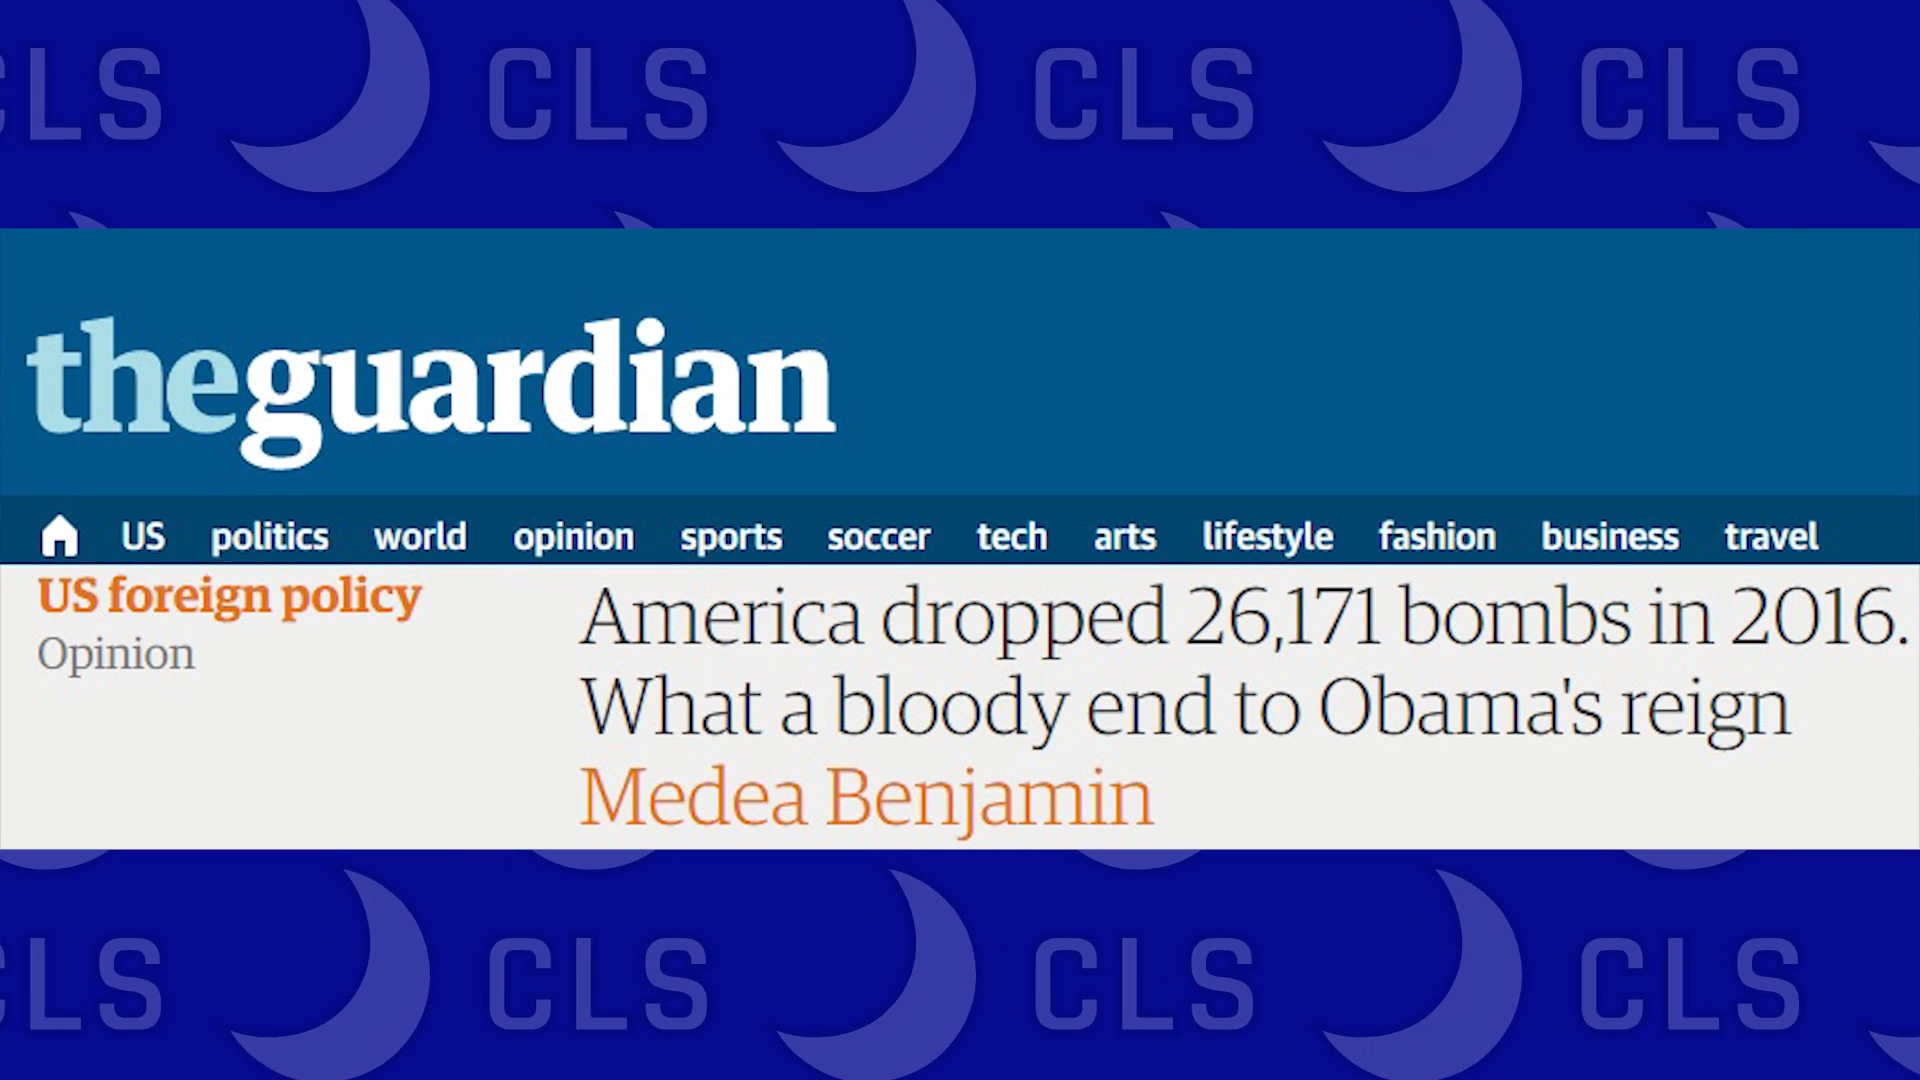 LS CLS CLS CLS
theguardian
US politics world opinion sports soccer tech arts lifestyle fashion business travel
US foreign policy
Opinion
America dropped 26,171 bombs in 2016.
What a bloody end to Obama's reign
Medea Benjamin
LS CLS CLS CLS